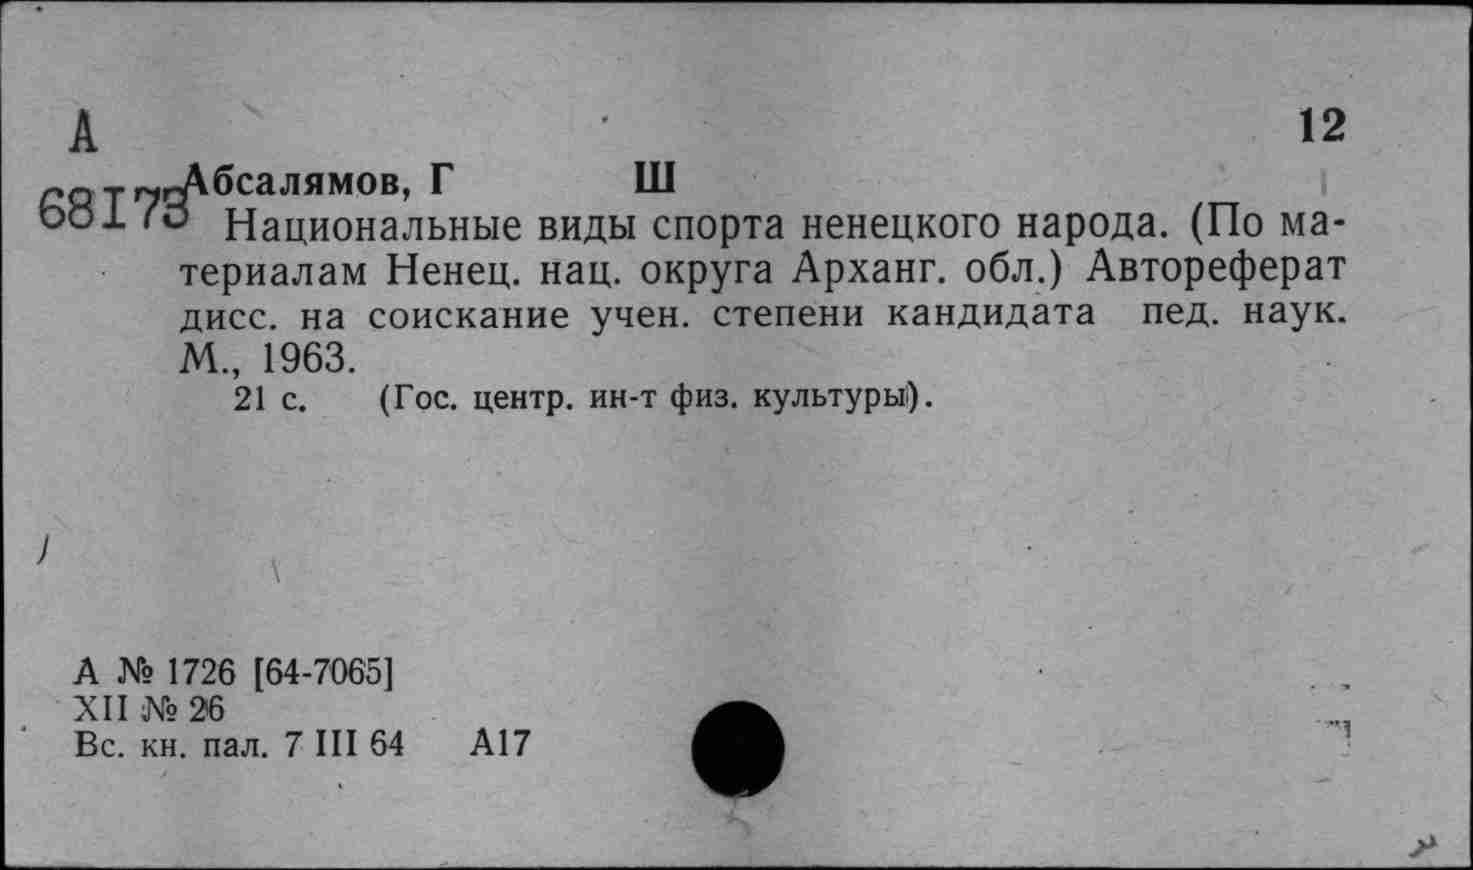 А
12
68173
Абсалямов, Г Ш
Национальные виды спорта ненецкого народа. (По ма-
териалам Ненец. нац. округа Арханг. обл.) Автореферат
дисс. на соискание учен. степени кандидата пед. наук.
М., 1963.
21 с. (Гос. центр. ин-т физ. культуры).
А № 1726 [64-7065]
XII № 26
Вс. кн. пал. 7 III 64 А17